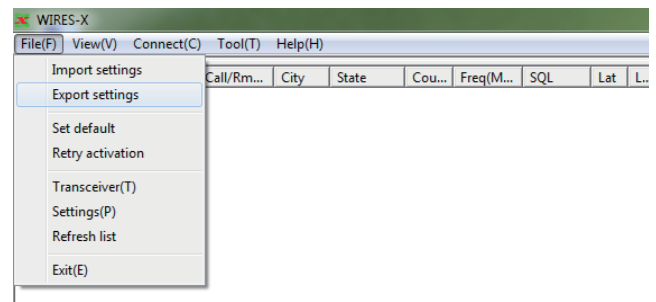 WIRES-X
File(F) View(V) Connect(C) Tool(T) Help(H)
Call/Rm... City State Cou... Freq(M... SQL Lat L...
Import settings
Export settings
Set default
Retry activation
Transceiver(T)
Settings(P)
Refresh list
Exit(E)